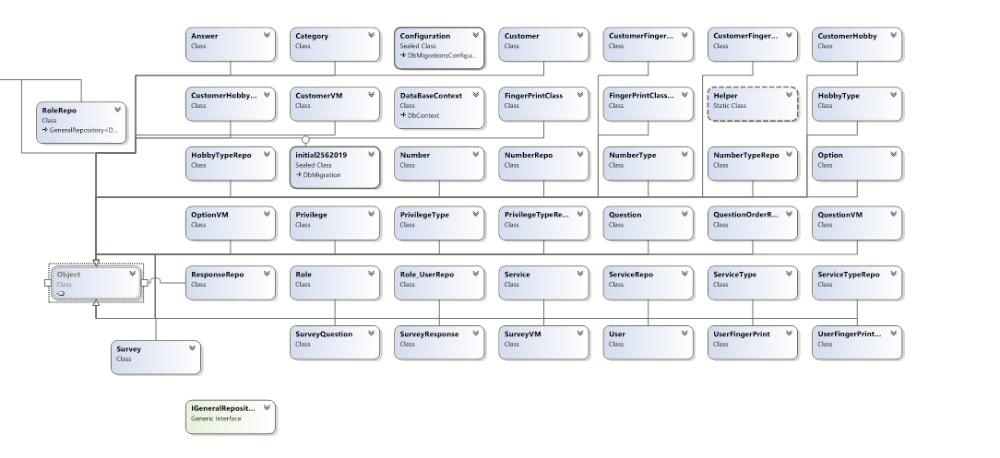 Answer
Class
Category
Class
Configuration
Sealed Class
DbMigrationsConfigu...
Customer
Class
CustomerFinger...
Class
CustomerFinger...
Class
CustomerHobby
Class
RoleRepo
Class
GeneralRepository<D...
CustomerHobby...
Class
CustomerVM
Class
DataBaseContext
Class
DbContext
FingerPrintClass
Class
FingerPrintClass...
Class
Helper
Static Class
HobbyType
Class
HobbyTypeRepo
Class
initial2562019
Sealed Class
DbMigration
Number
Class
NumberRepo
Class
NumberType
Class
NumberTypeRepo
Class
Option
Class
OptionVM
Class
Privilege
Class
PrivilegeType
Class
PrivilegeTypeRe...
Class
Question
Class
QuestionOrderR...
Class
QuestionVM
Class
Object
Class
ResponseRepo
Class
Role
Class
Role_UserRepo
Class
Service
Class
ServiceRepo
Class
ServiceType
Class
ServiceTypeRepo
Class
Survey
Class
SurveyQuestion
Class
SurveyResponse
Class
SurveyVM
Class
User
Class
UserFingerPrint
Class
UserFingerPrint...
Class
IGeneralReposit...
Generic Interface